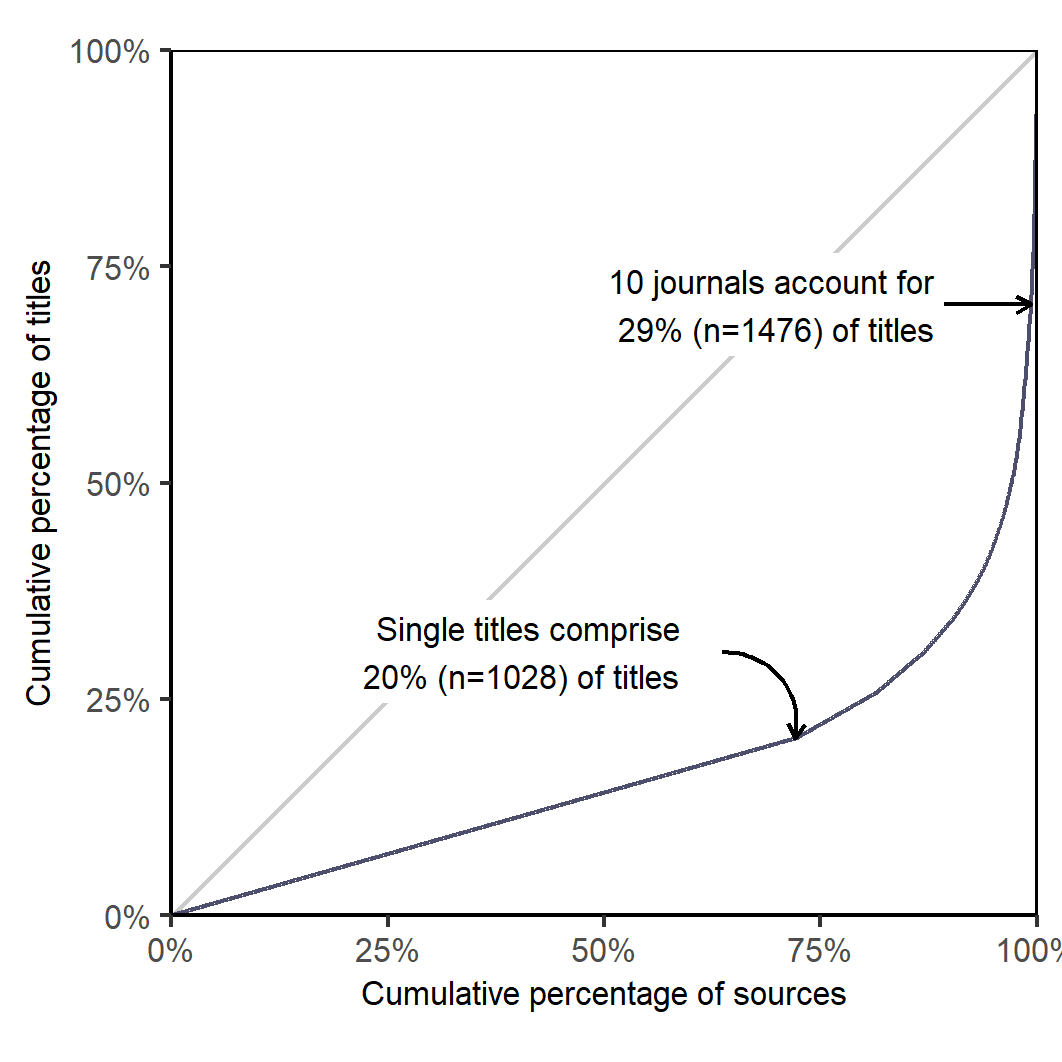 100%
75%
50%
25%
0%
Cumulative percentage of titles
10 journals account for
29% (n=1476) of titles
Single titles comprise
20% (n=1028) of titles
0%
25%
50%
75%
100%
Cumulative percentage of sources